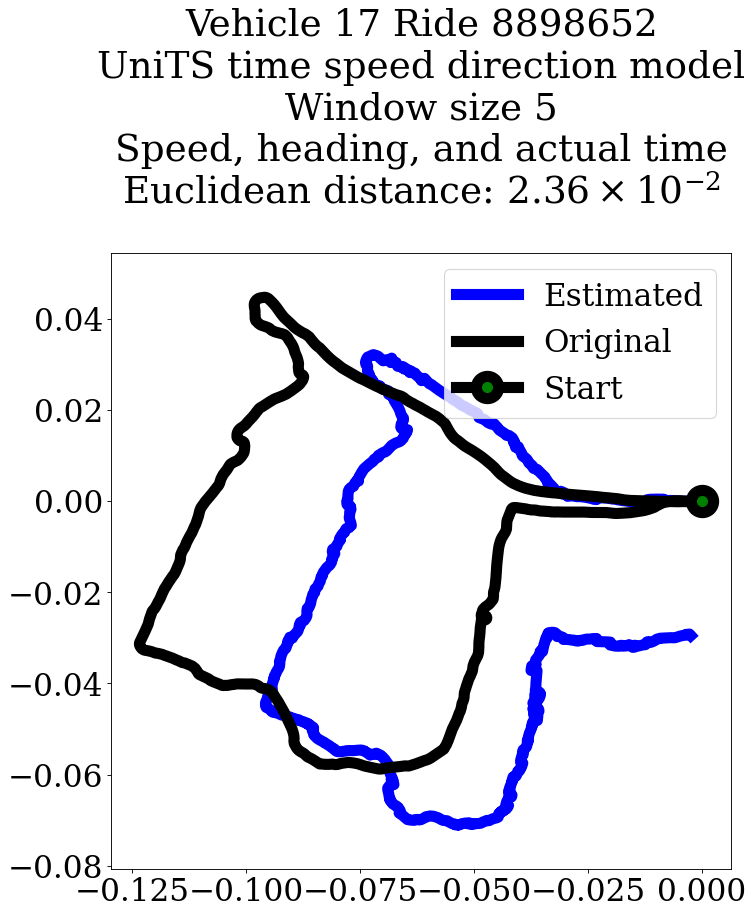 Vehicle 17 Ride 8898652
UniTS time speed direction model
Window size 5
Speed, heading, and actual time
Euclidean distance: 2.36 × 10⁻²
Estimated
Original
Start
0.04
0.02
0.00
−0.02
−0.04
−0.06
−0.08
−0.125 −0.100 −0.075 −0.050 −0.025 0.000